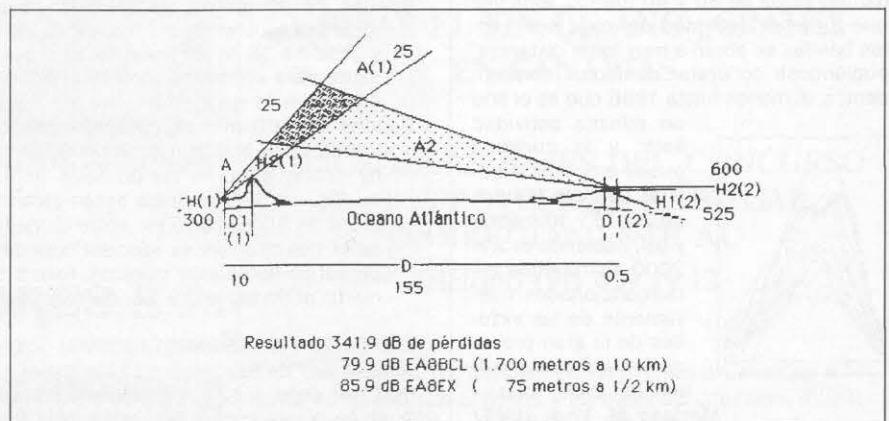 25
A(1)
25
A2
A
H2(1)
600
H2(2)
H(1)
H1(2)
300
D1
(1)
Oceano Atlántico
D1(2)
525
D
10
155
0.5
Resultado 341.9 dB de pérdidas
79.9 dB EA8BCL (1.700 metros a 10 km)
85.9 dB EA8EX ( 75 metros a 1/2 km)